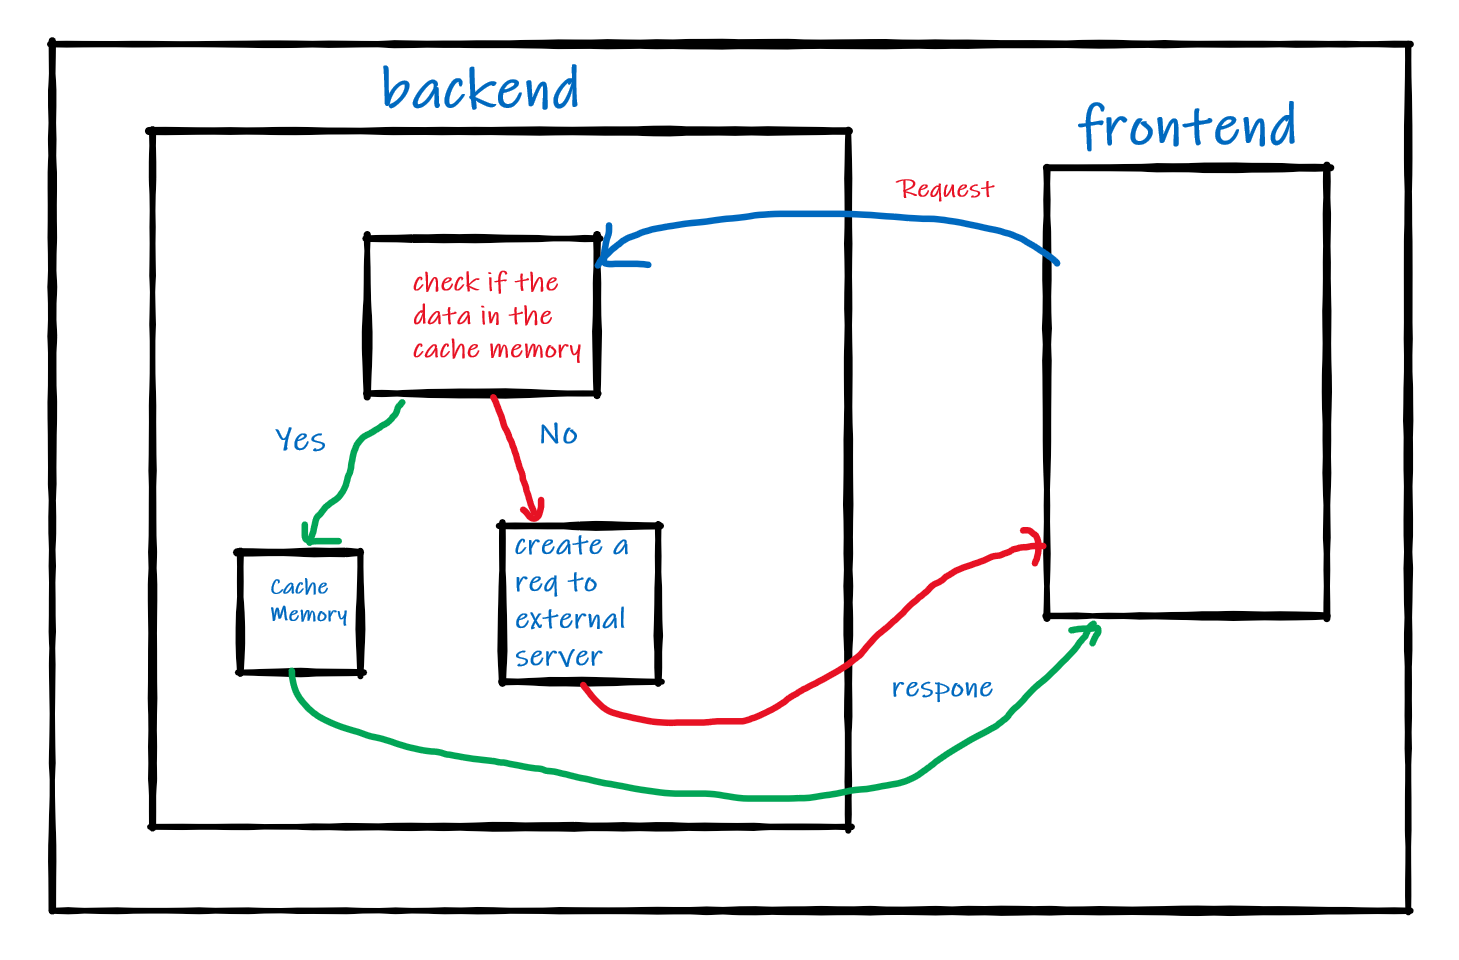 backend
frontend
Request
check if the
data in the
cache memory
Yes
No
create a
req to
external
server
Cache
Memory
respone